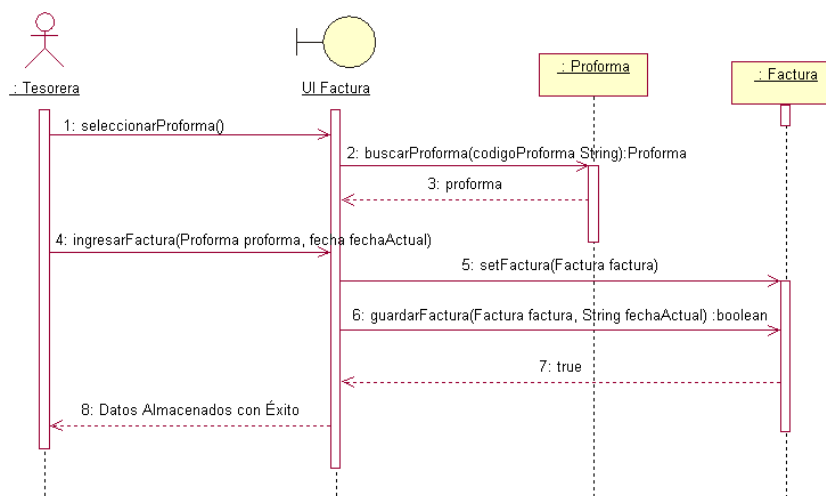 : Tesorera
UI Factura
: Proforma
: Factura
1: seleccionarProforma()
2: buscarProforma(codigoProforma String):Proforma
3: proforma
4: ingresarFactura(Proforma proforma, fecha fechaActual)
5: setFactura(Factura factura)
6: guardarFactura(Factura factura, String fechaActual) :boolean
7: true
8: Datos Almacenados con Éxito